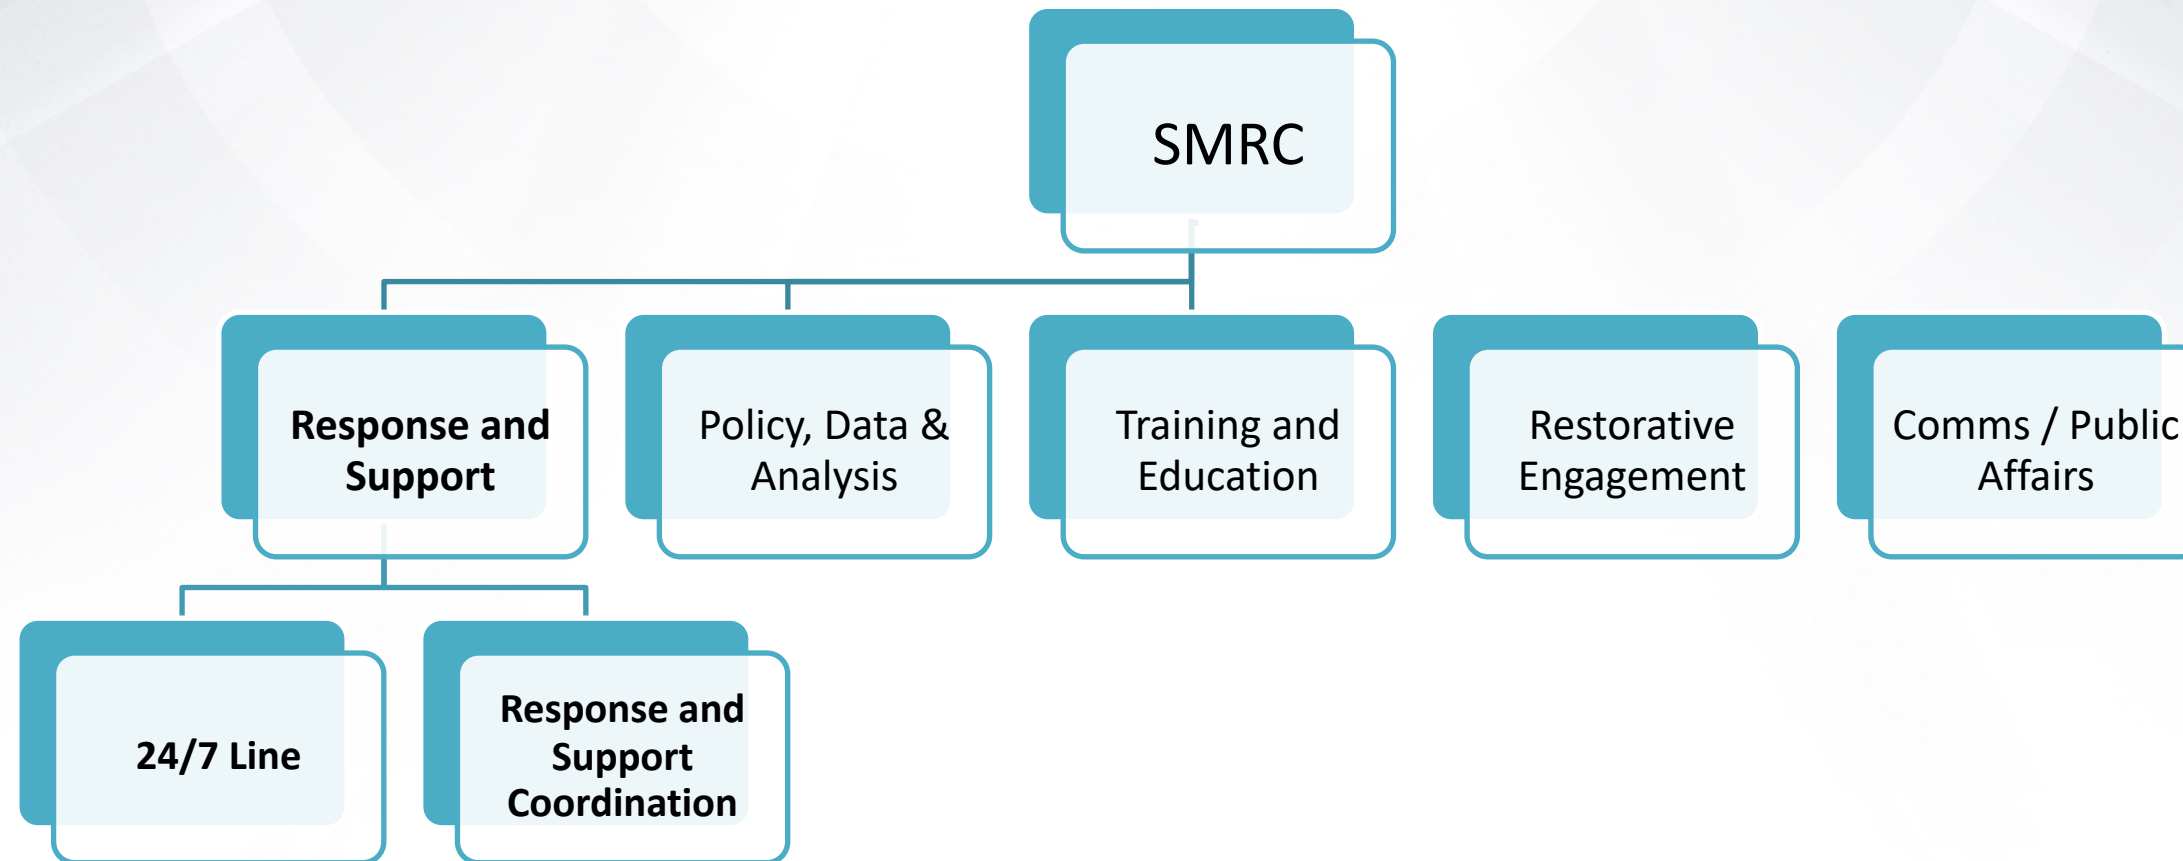 SMRC
Response and
Support
Policy, Data &
Analysis
Training and
Education
Restorative
Engagement
Comms / Public
Affairs
24/7 Line
Response and
Support
Coordination